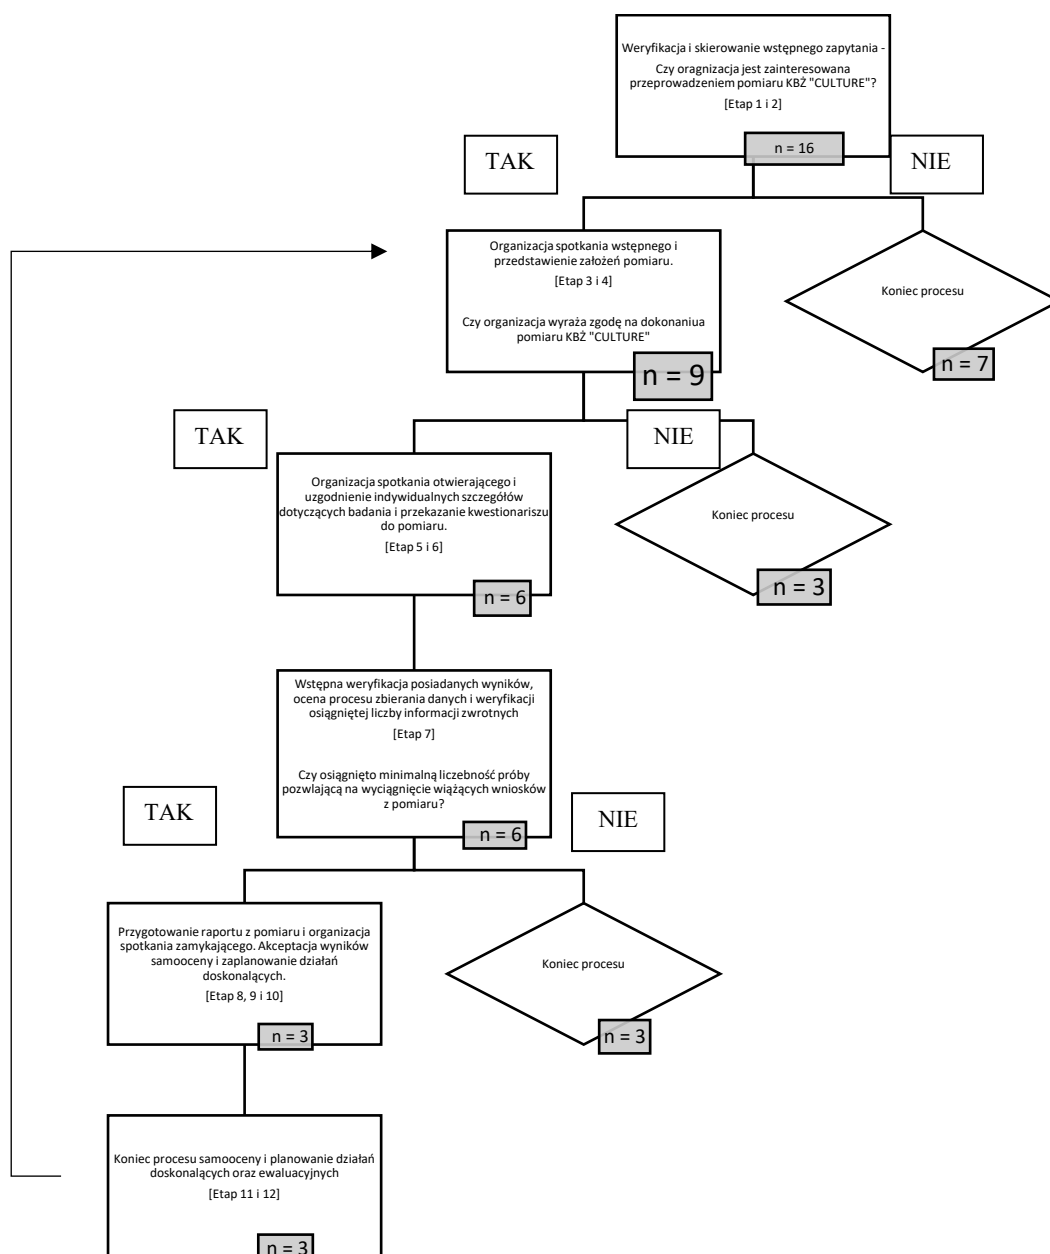 Weryfikacja i skierowanie wstępnego zapytania -
Czy oragnizacja jest zainteresowana
przeprowadzeniem pomiaru KBŻ "CULTURE"?
[Etap 1 i 2]
n = 16
TAK
NIE
Organizacja spotkania wstępnego i
przedstawienie założeń pomiaru.
[Etap 3 i 4]
Czy organizacja wyraża zgodę na dokonaniua
pomiaru KBŻ "CULTURE"
n = 9
Koniec procesu
n = 7
TAK
NIE
Organizacja spotkania otwierającego i
uzgodnienie indywidualnych szczegółów
dotyczących badania i przekazanie kwestionariszu
do pomiaru.
[Etap 5 i 6]
n = 6
Koniec procesu
n = 3
Wstępna weryfikacja posiadanych wyników,
ocena procesu zbierania danych i weryfikacji
osiągniętej liczby informacji zwrotnych
[Etap 7]
Czy osiągnięto minimalną liczebność próby
pozwlającą na wyciągnięcie wiążących wniosków
z pomiaru?
n = 6
TAK
NIE
Przygotowanie raportu z pomiaru i organizacja
spotkania zamykającego. Akceptacja wyników
samooceny i zaplanowanie działań
doskonalących.
[Etap 8, 9 i 10]
n = 3
Koniec procesu
n = 3
Koniec procesu samooceny i planowanie działań
doskonalących oraz ewaluacyjnych
[Etap 11 i 12]
n = 3